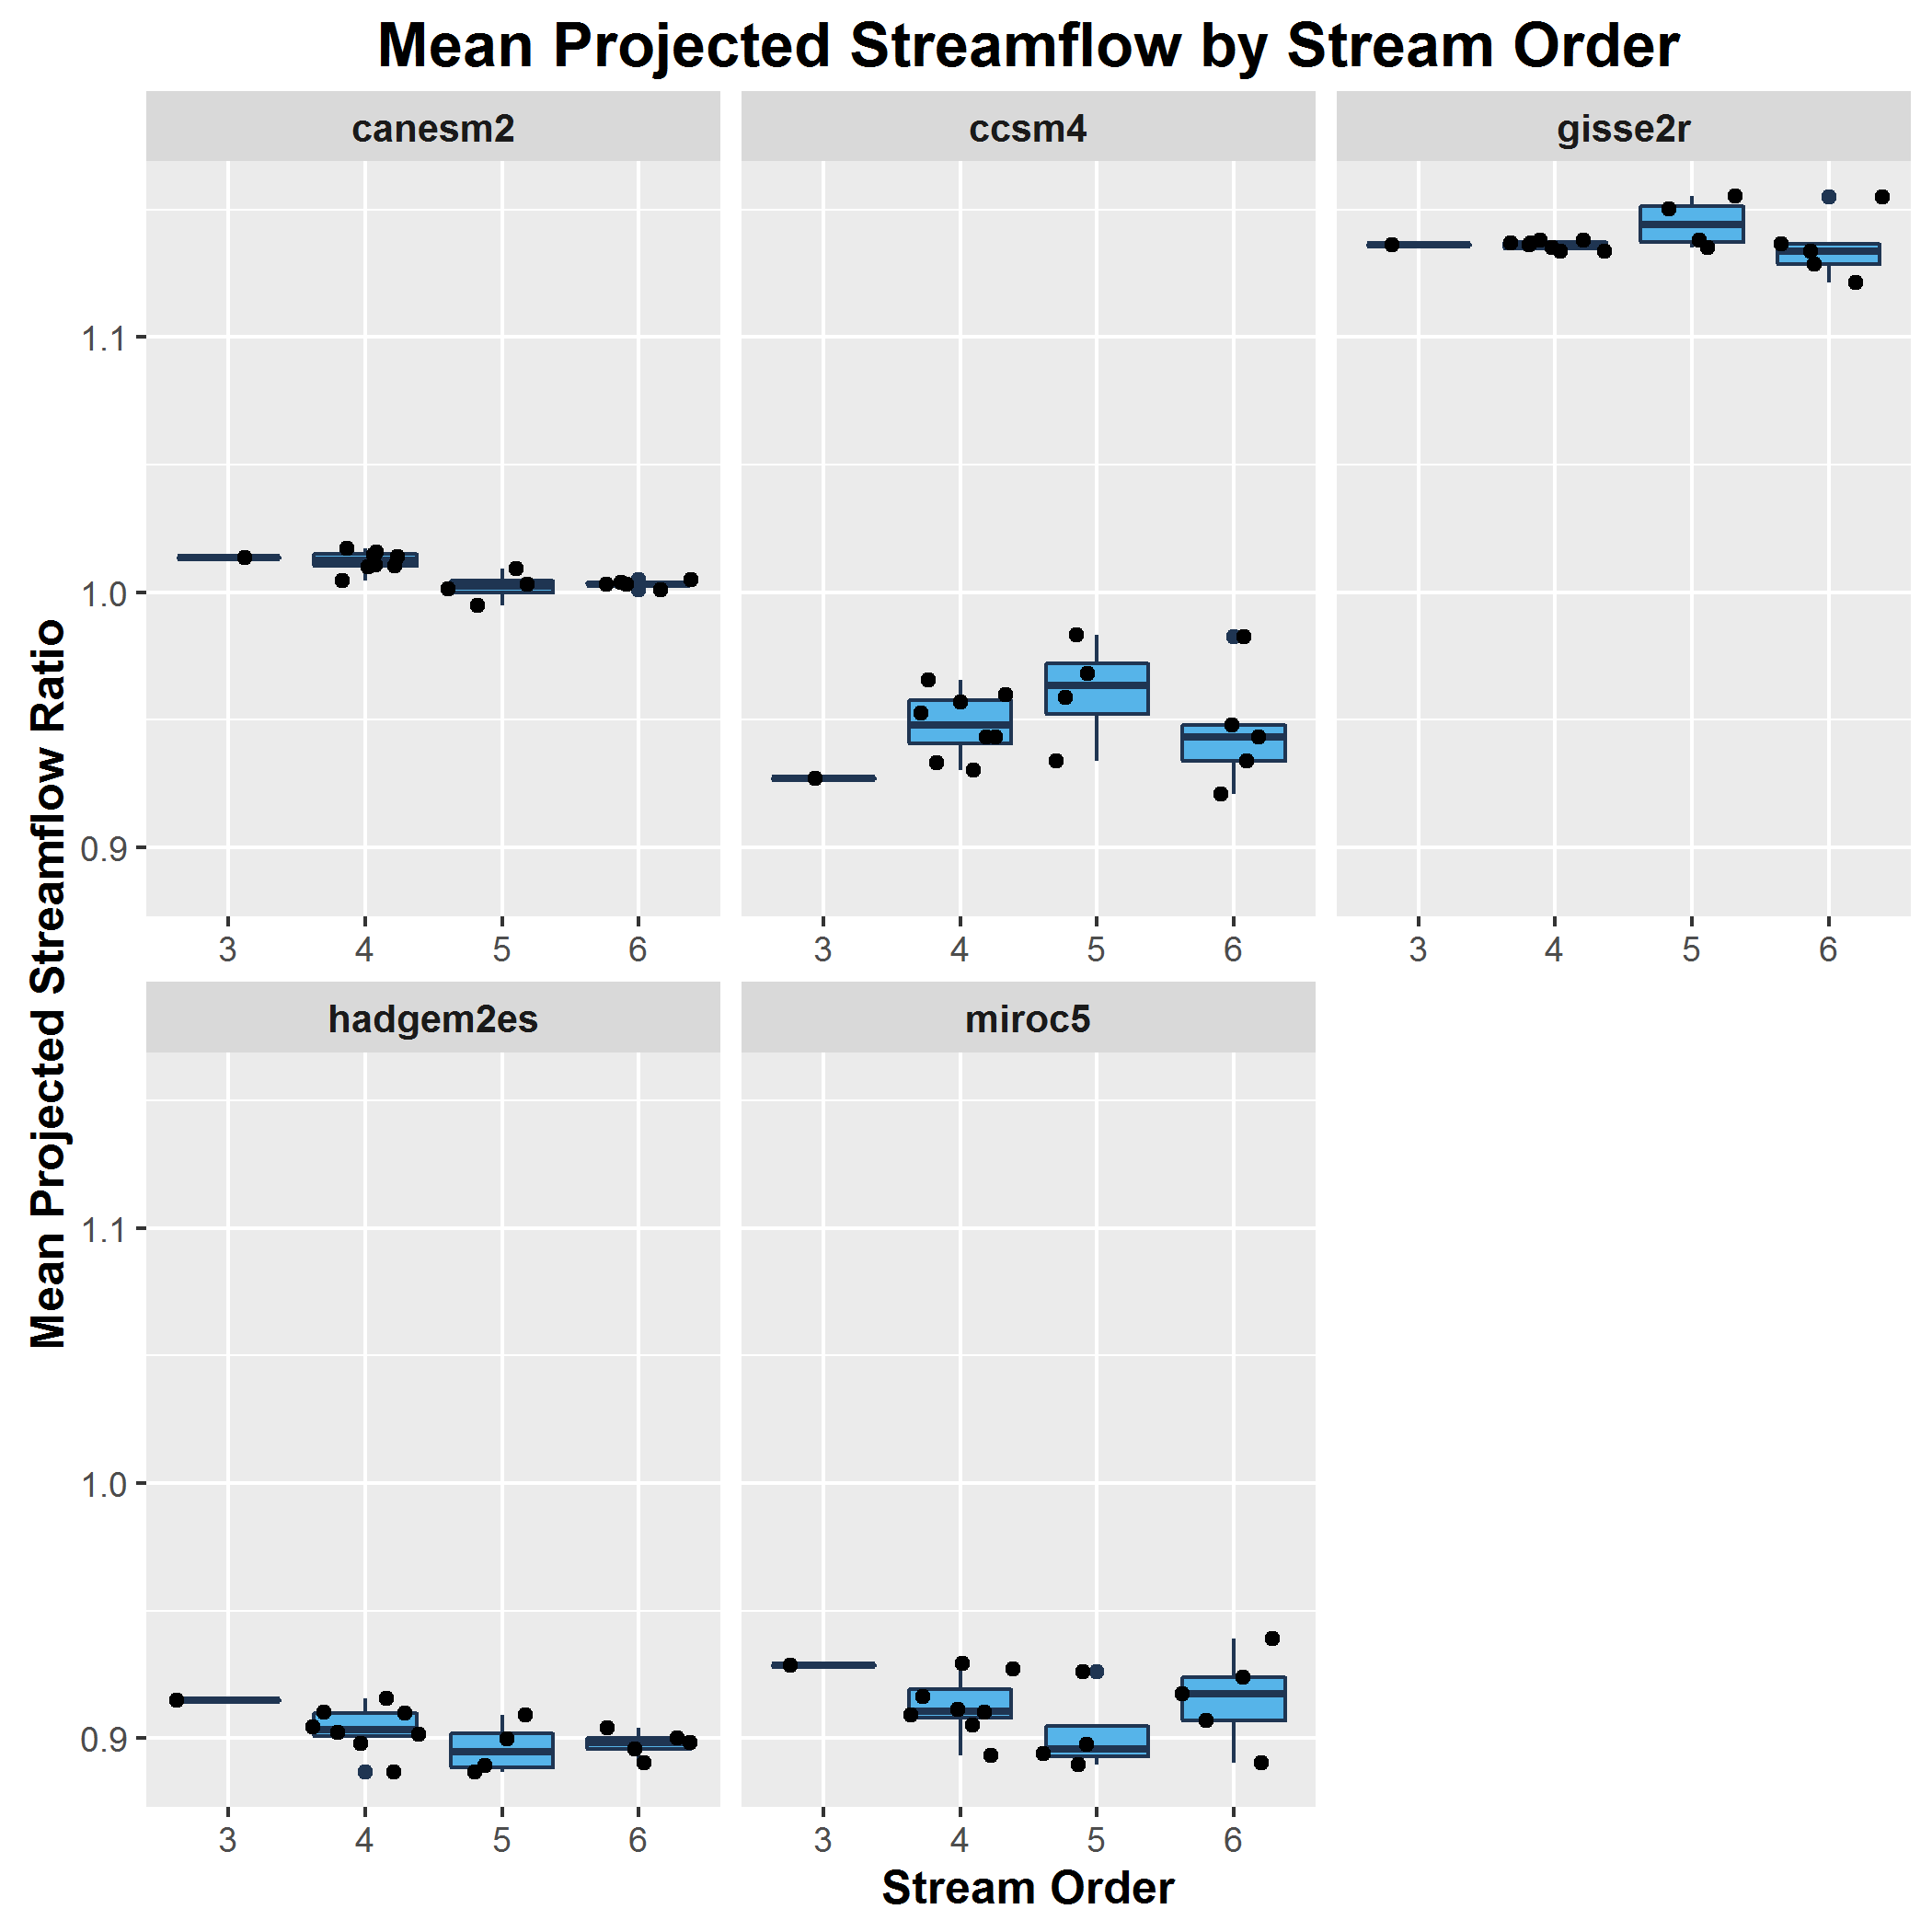 Mean Projected Streamflow by Stream Order
canesm2
ccsm4
gisse2r
1.1
1.0
0.9
3 4 5 6
3 4 5 6
3 4 5 6
hadgem2es
miroc5
1.1
1.0
0.9
3 4 5 6
3 4 5 6
Mean Projected Streamflow Ratio
Stream Order